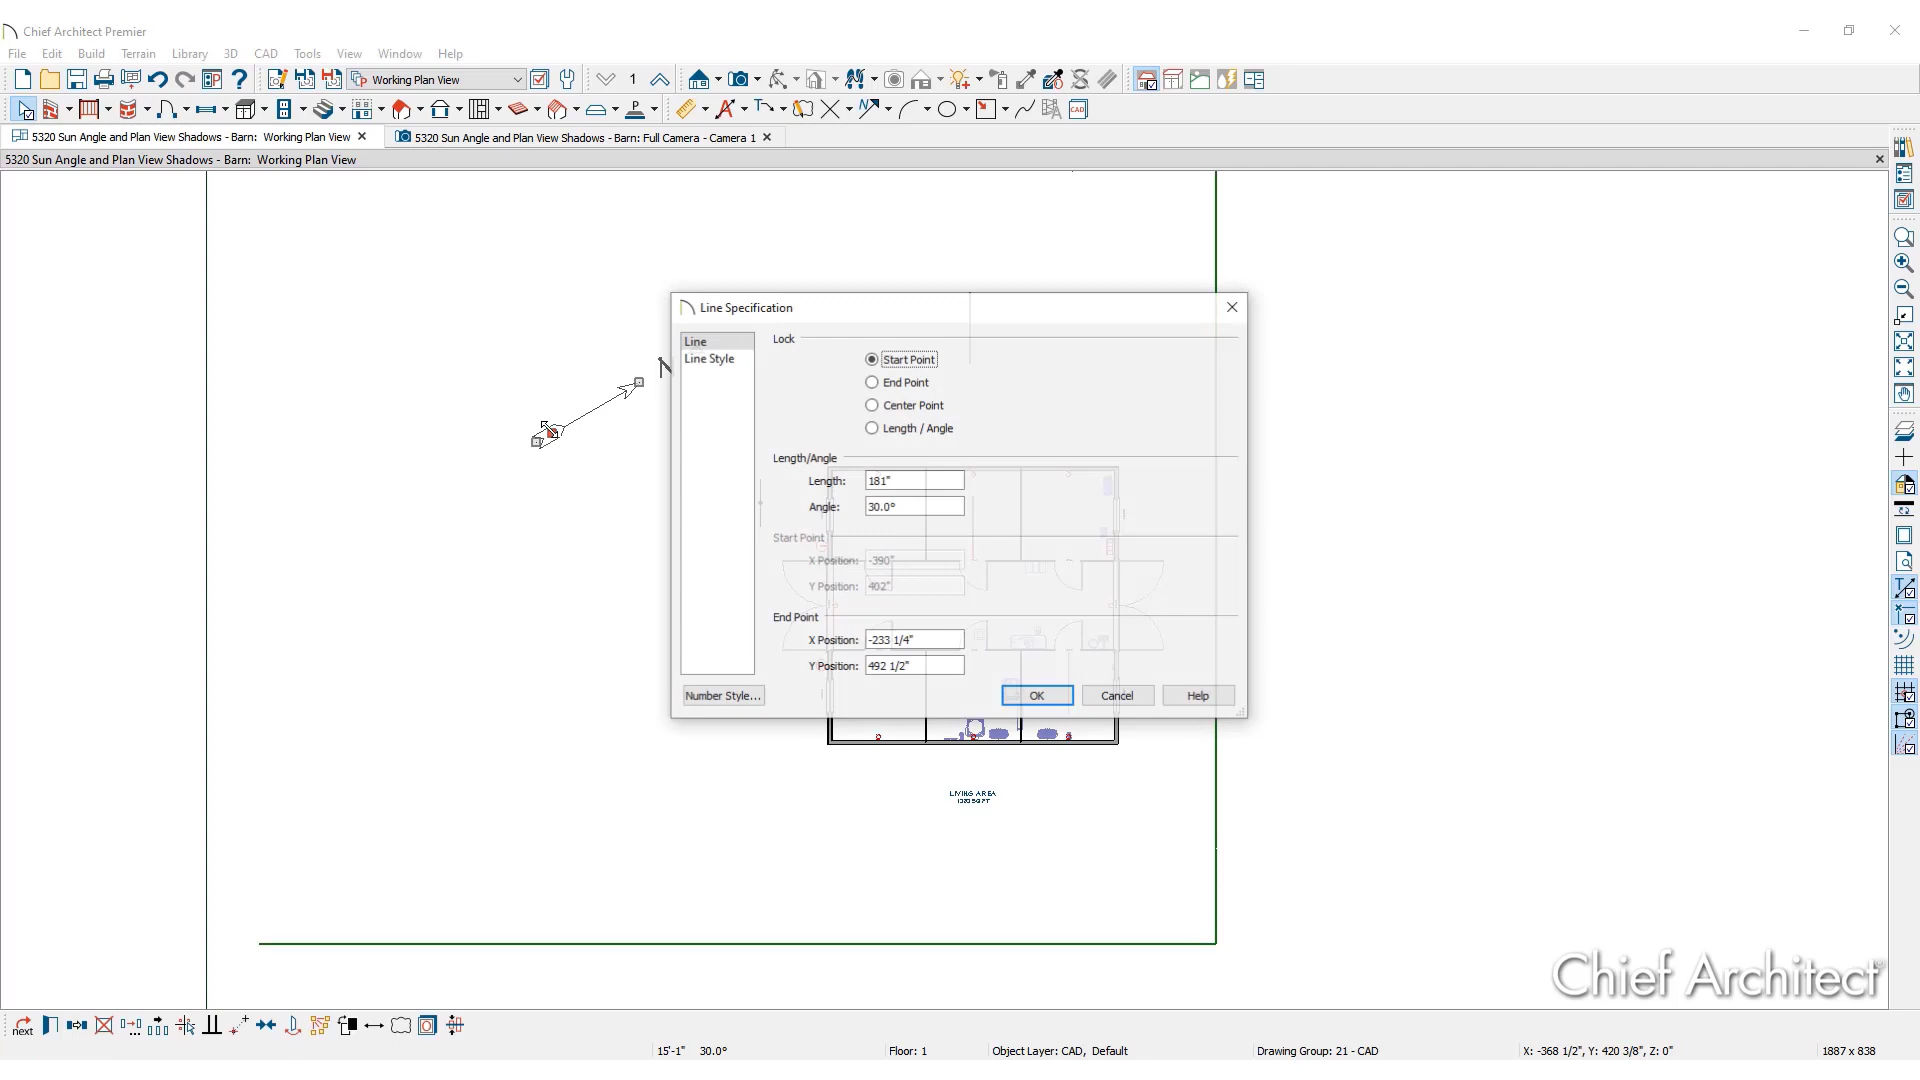 Chief Architect Premier
File Edit Build Terrain Library 3D CAD Tools View Window Help
Working Plan View 1
P CAD
5320 Sun Angle and Plan View Shadows - Barn: Working Plan View
5320 Sun Angle and Plan View Shadows - Barn: Full Camera - Camera 1
5320 Sun Angle and Plan View Shadows - Barn: Working Plan View
Line Specification
Line
Line Style
Lock
Start Point
End Point
Center Point
Length / Angle
Length/Angle
Length: 181"
Angle: 30.0°
Start Point
X Position: -390"
Y Position: 402"
End Point
X Position: -233 1/4"
Y Position: 492 1/2"
Number Style... OK Cancel Help
N
LIVING AREA
1320 SQ FT
Chief Architect®
next
15'-1" 30.0° Floor: 1 Object Layer: CAD, Default Drawing Group: 21 - CAD X: -368 1/2", Y: 420 3/8", Z: 0" 1887 x 838